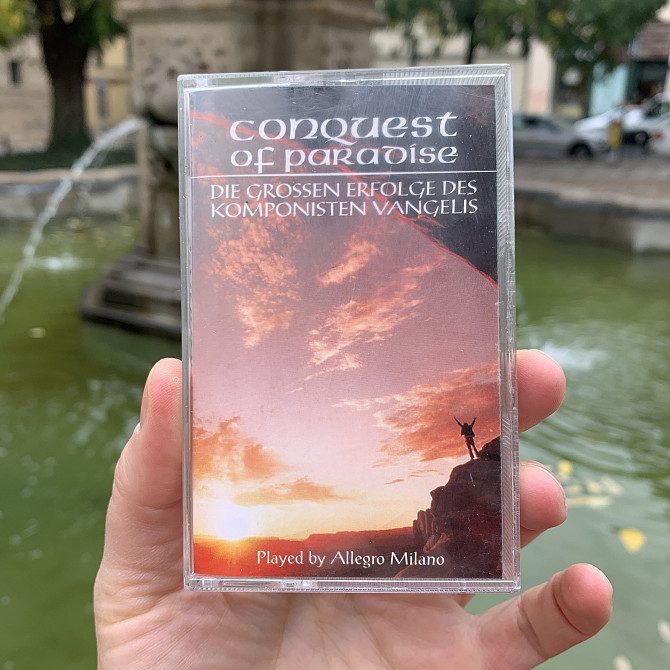 Conquest
of paradise
DIE GROSSEN ERFOLGE DES
KOMPONISTEN VANGELIS
Played by Allegro Milano